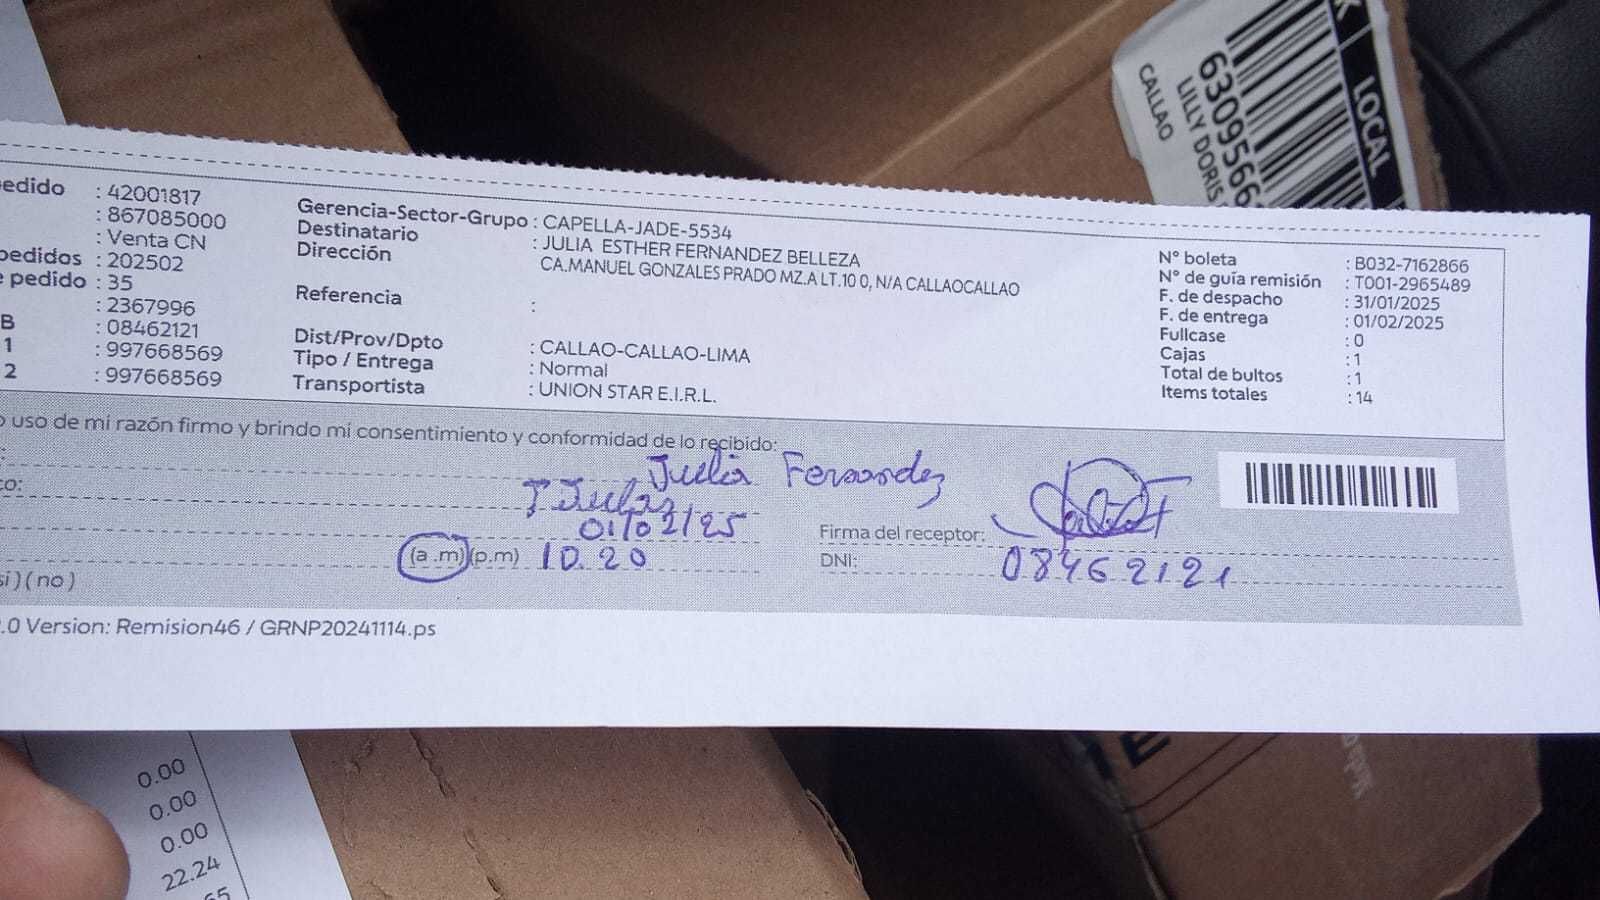 edido : 42001817
: 867085000
: Venta CN
pedidos : 202502
e pedido : 35
: 2367996
B : 08462121
1 : 997668569
2 : 997668569
Gerencia-Sector-Grupo : CAPELLA-JADE-5534
Destinatario : JULIA ESTHER FERNANDEZ BELLEZA
Dirección CA.MANUEL GONZALES PRADO MZ.A LT.10 0, N/A CALLAOCALLAO
Referencia :
Dist/Prov/Dpto : CALLAO-CALLAO-LIMA
Tipo / Entrega : Normal
Transportista : UNION STAR E.I.R.L.
N° boleta : B032-7162866
N° de guía remisión : T001-2965489
F. de despacho : 31/01/2025
F. de entrega : 01/02/2025
Fullcase : 0
Cajas : 1
Total de bultos : 1
Items totales : 14
o uso de mi razón firmo y brindo mi consentimiento y conformidad de lo recibido:
Julia Fernandez
co:
01/02/25
(a .m)(p.m) 10.20
si ) ( no )
Firma del receptor:
DNI: 08462121
.0 Version: Remision46 / GRNP20241114.ps
LOCAL
6309566
LILLY DORIS
CALLAO
0.00
0.00
0.00
22.24
65